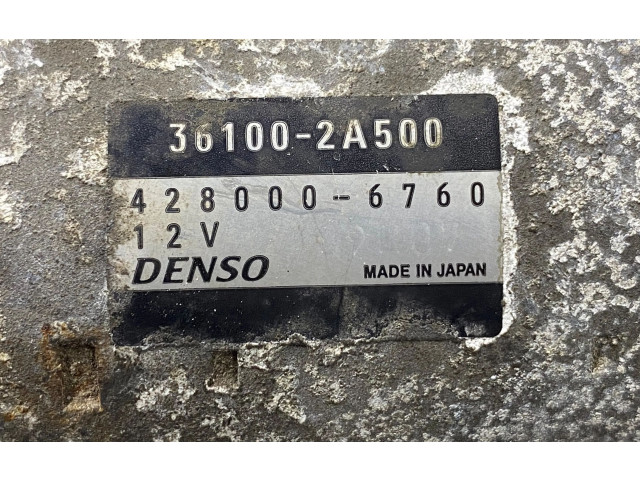 36100-2A500
428000-6760
12V
DENSO MADE IN JAPAN